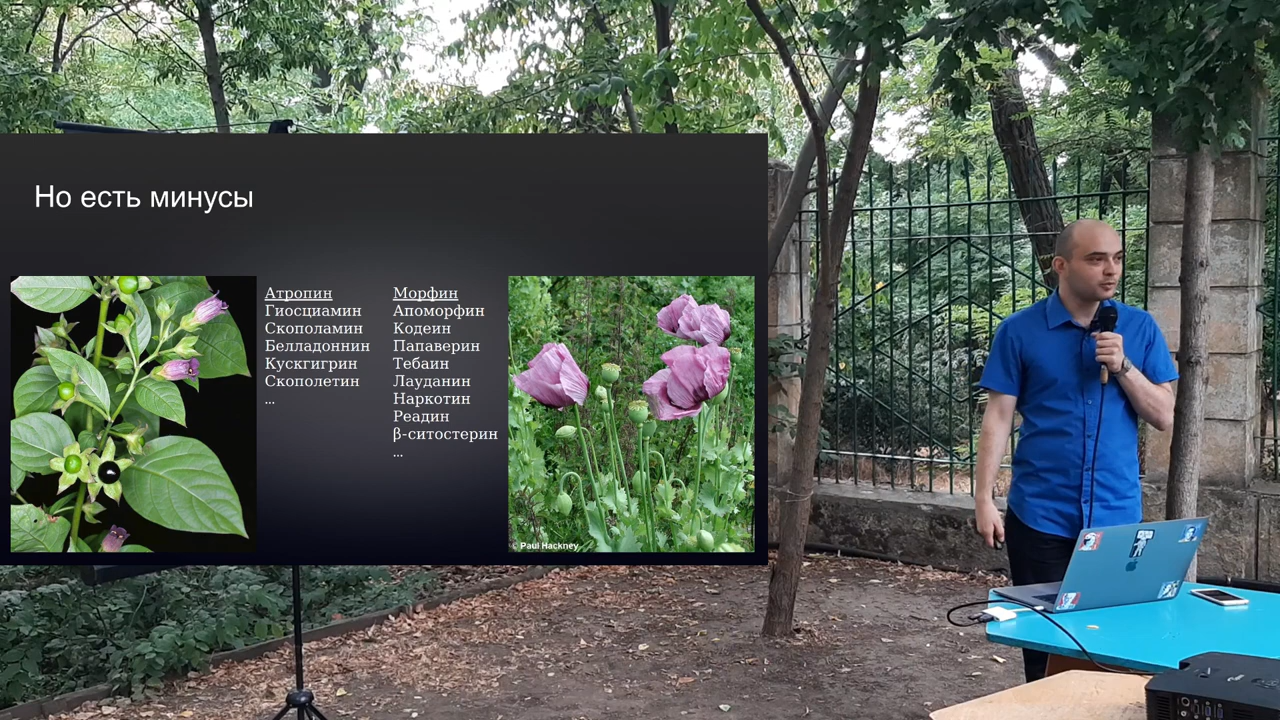 Но есть минусы
Атропин
Гиосциамин
Скополамин
Белладоннин
Кускгигрин
Скополетин
...
Морфин
Апоморфин
Кодеин
Папаверин
Тебаин
Лауданин
Наркотин
Реадин
β-ситостерин
...
© Paul Hackney